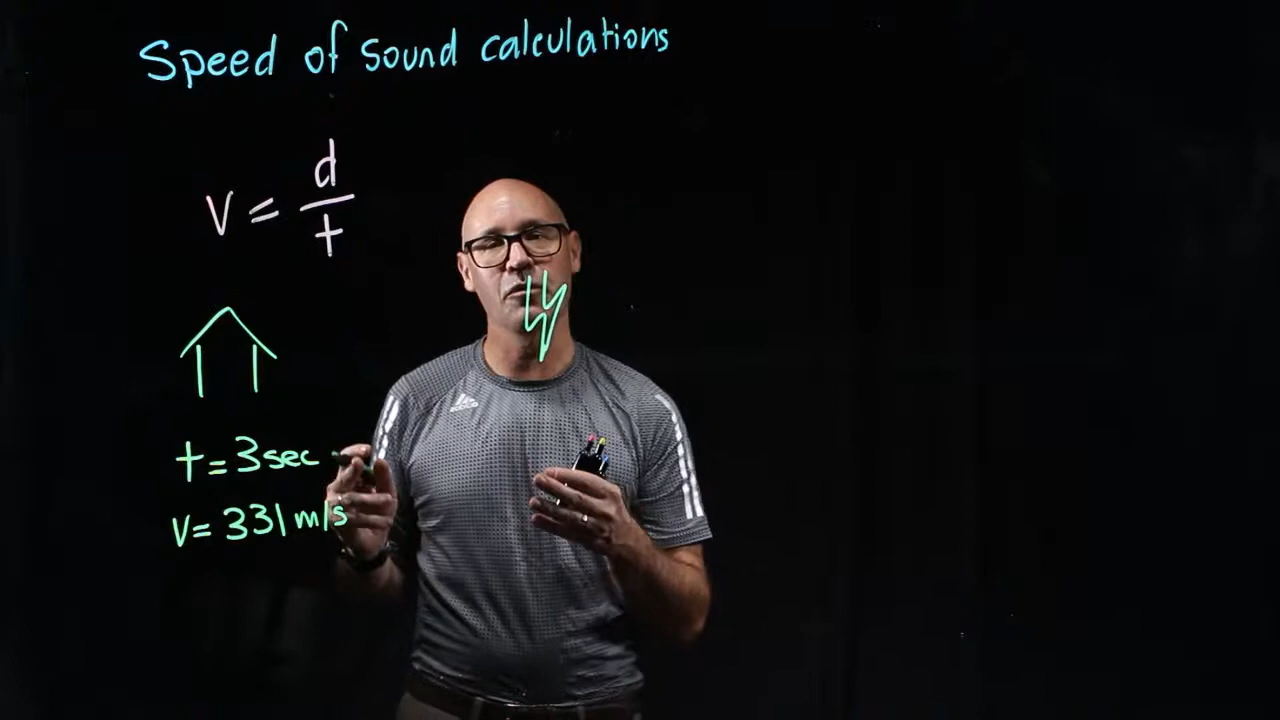 Speed of sound calculations
v = d/t
t = 3 sec
v = 331 m/s